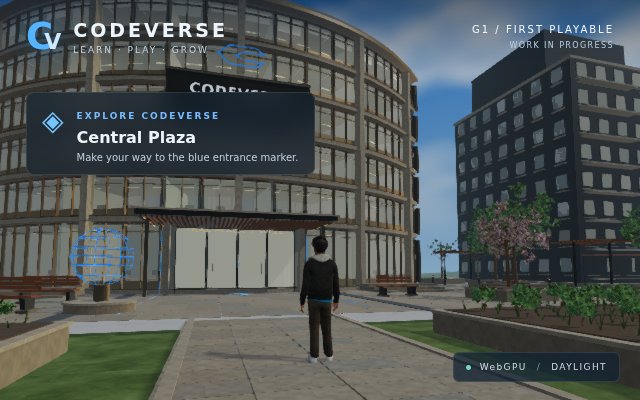 CV CODEVERSE
LEARN · PLAY · GROW
G1 / FIRST PLAYABLE
WORK IN PROGRESS
EXPLORE CODEVERSE
Central Plaza
Make your way to the blue entrance marker.
WebGPU / DAYLIGHT